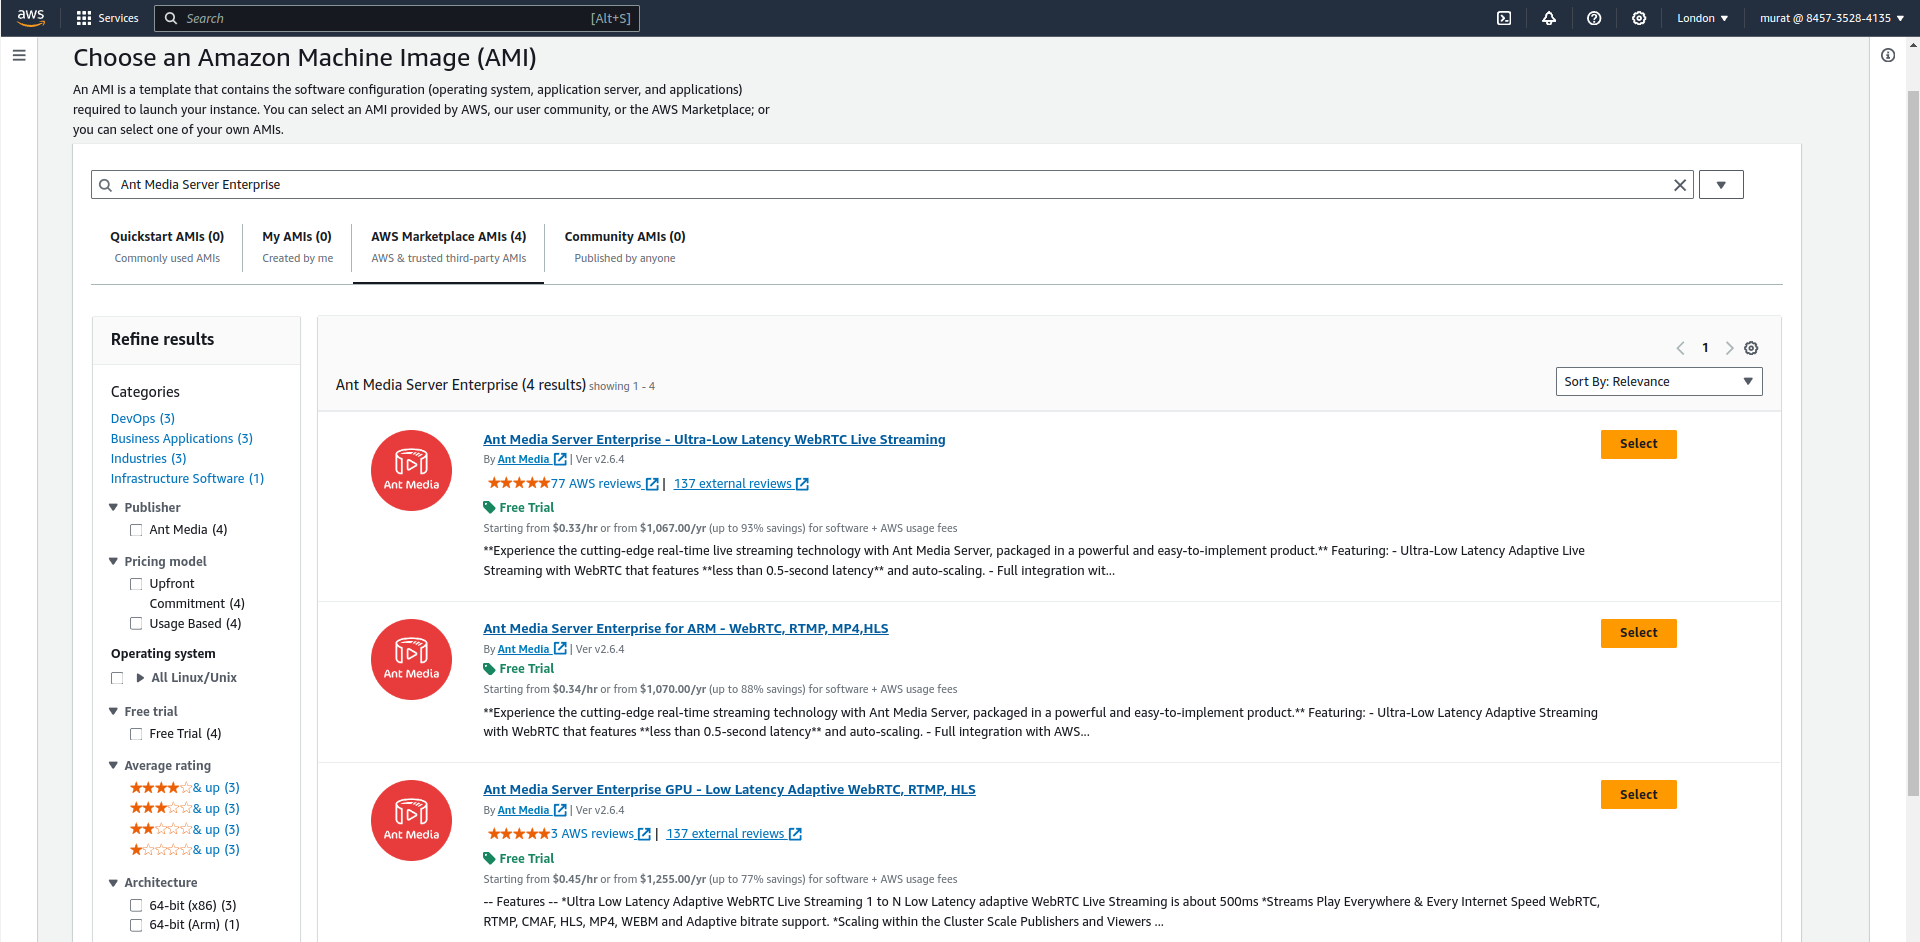 aws
Services
Search
[Alt+S]
London
murat @ 8457-3528-4135
Choose an Amazon Machine Image (AMI)
An AMI is a template that contains the software configuration (operating system, application server, and applications)
required to launch your instance. You can select an AMI provided by AWS, our user community, or the AWS Marketplace; or
you can select one of your own AMIs.
Ant Media Server Enterprise
Quickstart AMIs (0)
Commonly used AMIs
My AMIs (0)
Created by me
AWS Marketplace AMIs (4)
AWS & trusted third-party AMIs
Community AMIs (0)
Published by anyone
Refine results
Categories
DevOps (3)
Business Applications (3)
Industries (3)
Infrastructure Software (1)
Publisher
Ant Media (4)
Pricing model
Upfront
Commitment (4)
Usage Based (4)
Operating system
All Linux/Unix
Free trial
Free Trial (4)
Average rating
& up (3)
& up (3)
& up (3)
& up (3)
Architecture
64-bit (x86) (3)
64-bit (Arm) (1)
1
Ant Media Server Enterprise (4 results) showing 1 - 4
Sort By: Relevance
Ant Media
Ant Media Server Enterprise - Ultra-Low Latency WebRTC Live Streaming
Select
By Ant Media | Ver v2.6.4
77 AWS reviews | 137 external reviews
Free Trial
Starting from $0.33/hr or from $1,067.00/yr (up to 93% savings) for software + AWS usage fees
**Experience the cutting-edge real-time live streaming technology with Ant Media Server, packaged in a powerful and easy-to-implement product.** Featuring: - Ultra-Low Latency Adaptive Live
Streaming with WebRTC that features **less than 0.5-second latency** and auto-scaling. - Full integration wit...
Ant Media
Ant Media Server Enterprise for ARM - WebRTC, RTMP, MP4,HLS
Select
By Ant Media | Ver v2.6.4
Free Trial
Starting from $0.34/hr or from $1,070.00/yr (up to 88% savings) for software + AWS usage fees
**Experience the cutting-edge real-time streaming technology with Ant Media Server, packaged in a powerful and easy-to-implement product.** Featuring: - Ultra-Low Latency Adaptive Streaming
with WebRTC that features **less than 0.5-second latency** and auto-scaling. - Full integration with AWS...
Ant Media
Ant Media Server Enterprise GPU - Low Latency Adaptive WebRTC, RTMP, HLS
Select
By Ant Media | Ver v2.6.4
3 AWS reviews | 137 external reviews
Free Trial
Starting from $0.45/hr or from $1,255.00/yr (up to 77% savings) for software + AWS usage fees
-- Features -- *Ultra Low Latency Adaptive WebRTC Live Streaming 1 to N Low Latency adaptive WebRTC Live Streaming is about 500ms *Streams Play Everywhere & Every Internet Speed WebRTC,
RTMP, CMAF, HLS, MP4, WEBM and Adaptive bitrate support. *Scaling within the Cluster Scale Publishers and Viewers ...